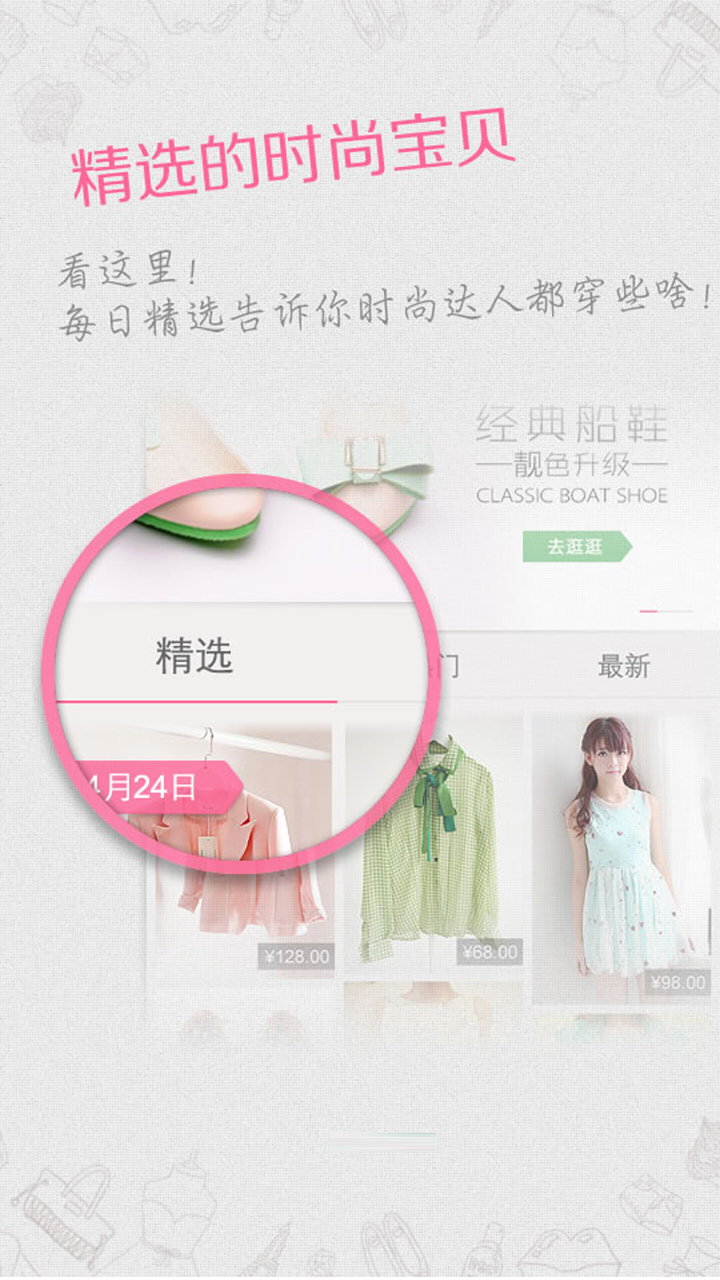 精选的时尚宝贝
看这里!
每日精选告诉你时尚达人都穿些啥!
经典船鞋
靓色升级
CLASSIC BOAT SHOE
去逛逛
精选
门
最新
4月24日
¥128.00
¥68.00
¥98.00